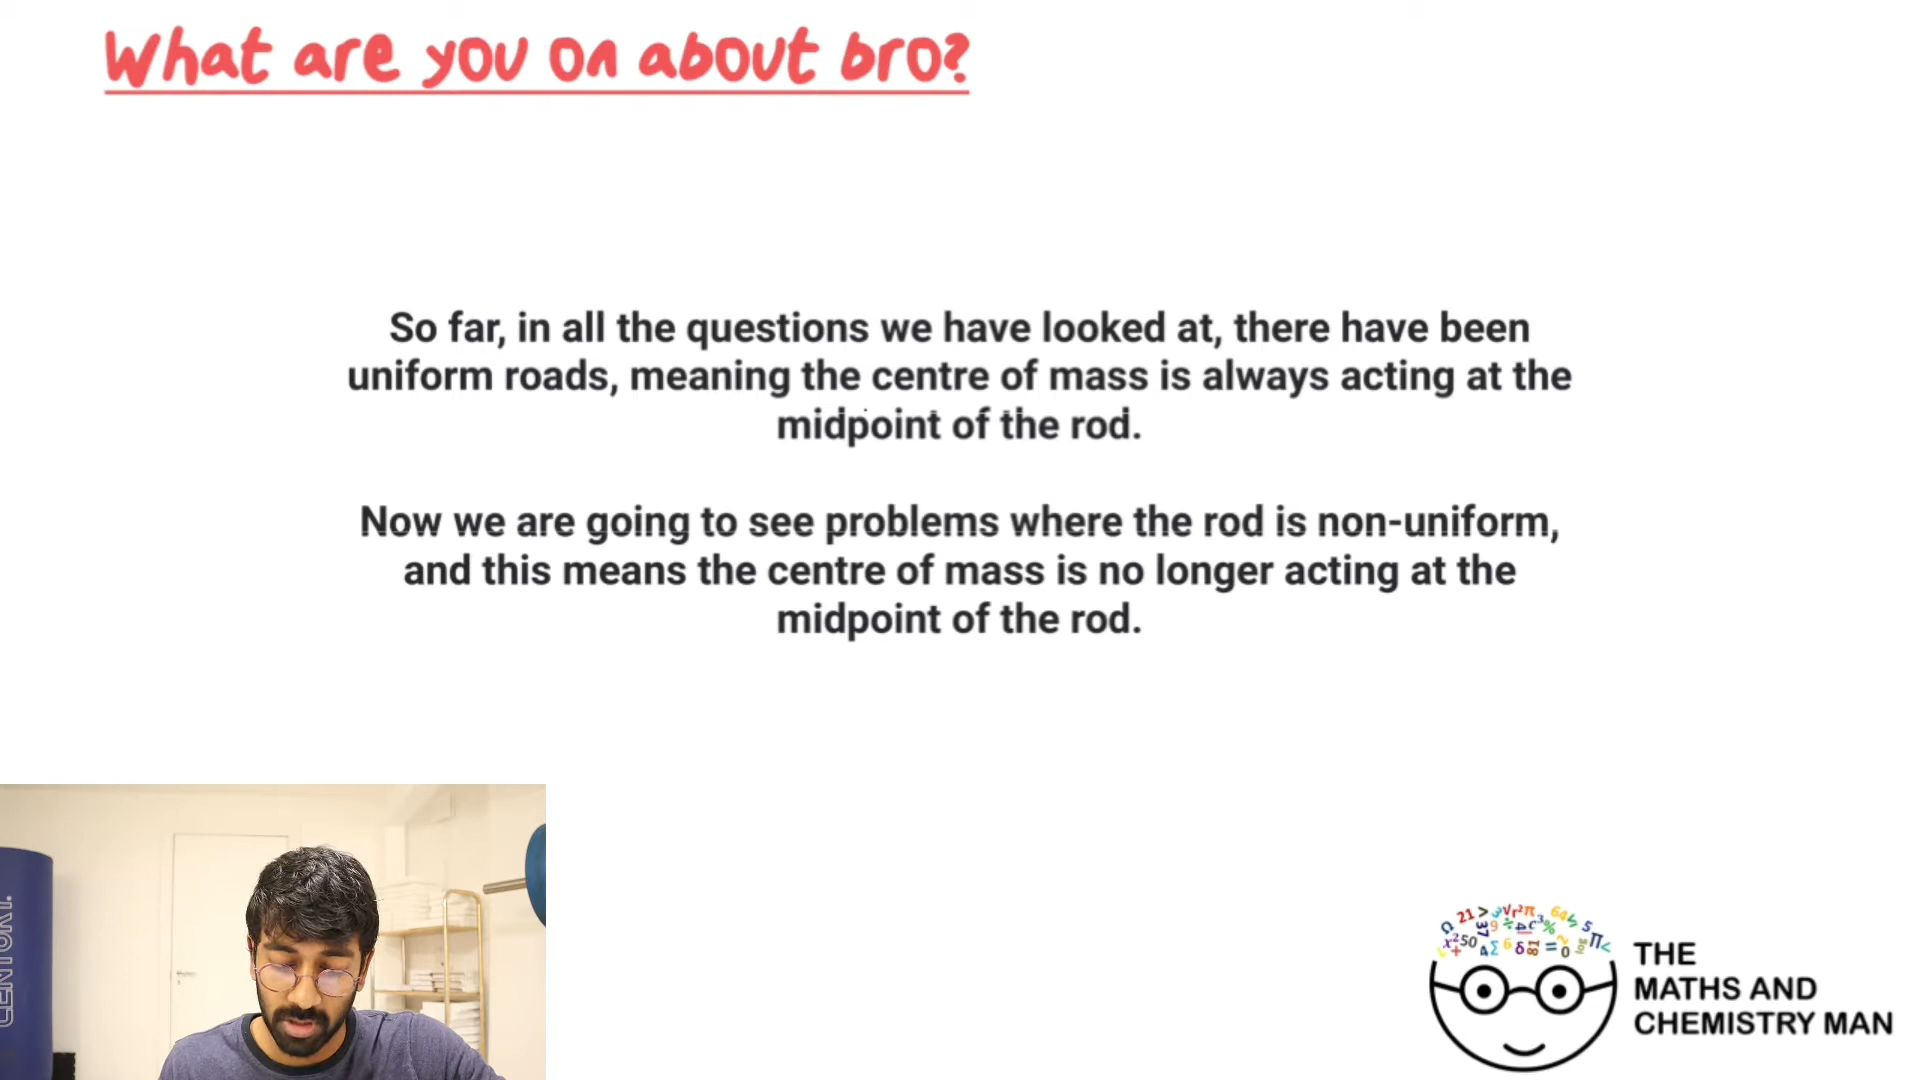 What are you on about bro?
So far, in all the questions we have looked at, there have been
uniform roads, meaning the centre of mass is always acting at the
midpoint of the rod.
Now we are going to see problems where the rod is non-uniform,
and this means the centre of mass is no longer acting at the
midpoint of the rod.
CENTURY.
THE
MATHS AND
CHEMISTRY MAN